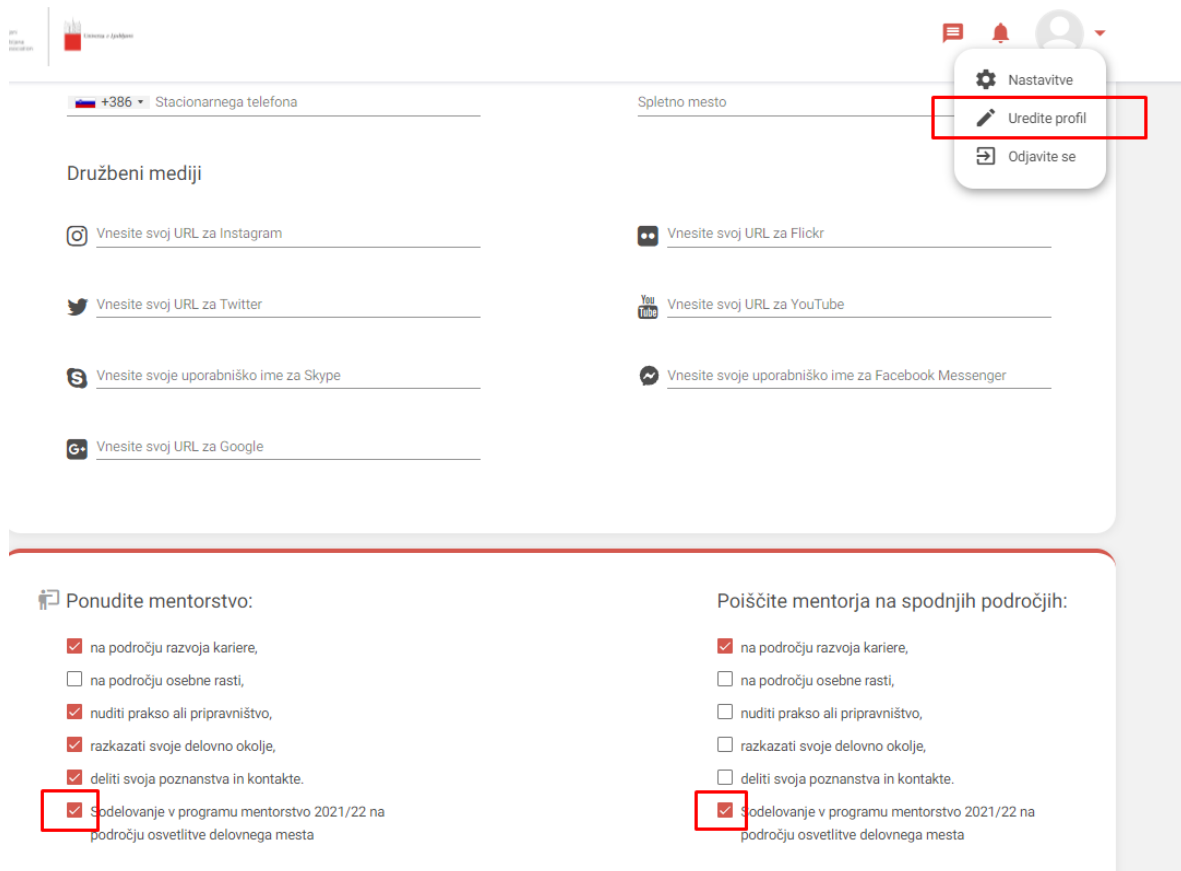 Univerza v Ljubljani
Nastavitve
Uredite profil
Odjavite se
+386 Stacionarnega telefona
Spletno mesto
Družbeni mediji
Vnesite svoj URL za Instagram
Vnesite svoj URL za Flickr
Vnesite svoj URL za Twitter
You
Tube
Vnesite svoj URL za YouTube
Vnesite svoje uporabniško ime za Skype
Vnesite svoje uporabniško ime za Facebook Messenger
G+
Vnesite svoj URL za Google
Ponudite mentorstvo:
na področju razvoja kariere,
na področju osebne rasti,
nuditi prakso ali pripravništvo,
razkazati svoje delovno okolje,
deliti svoja poznanstva in kontakte.
Sodelovanje v programu mentorstvo 2021/22 na
področju osvetlitve delovnega mesta
Poiščite mentorja na spodnjih področjih:
na področju razvoja kariere,
na področju osebne rasti,
nuditi prakso ali pripravništvo,
razkazati svoje delovno okolje,
deliti svoja poznanstva in kontakte.
Sodelovanje v programu mentorstvo 2021/22 na
področju osvetlitve delovnega mesta